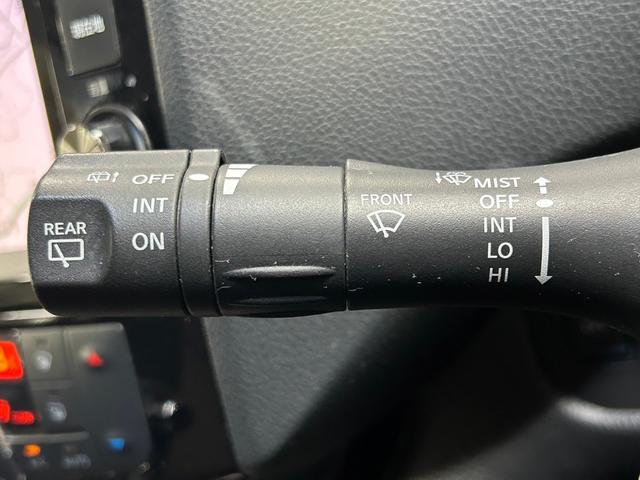 REAR
OFF
INT
ON
FRONT
MIST
OFF
INT
LO
HI